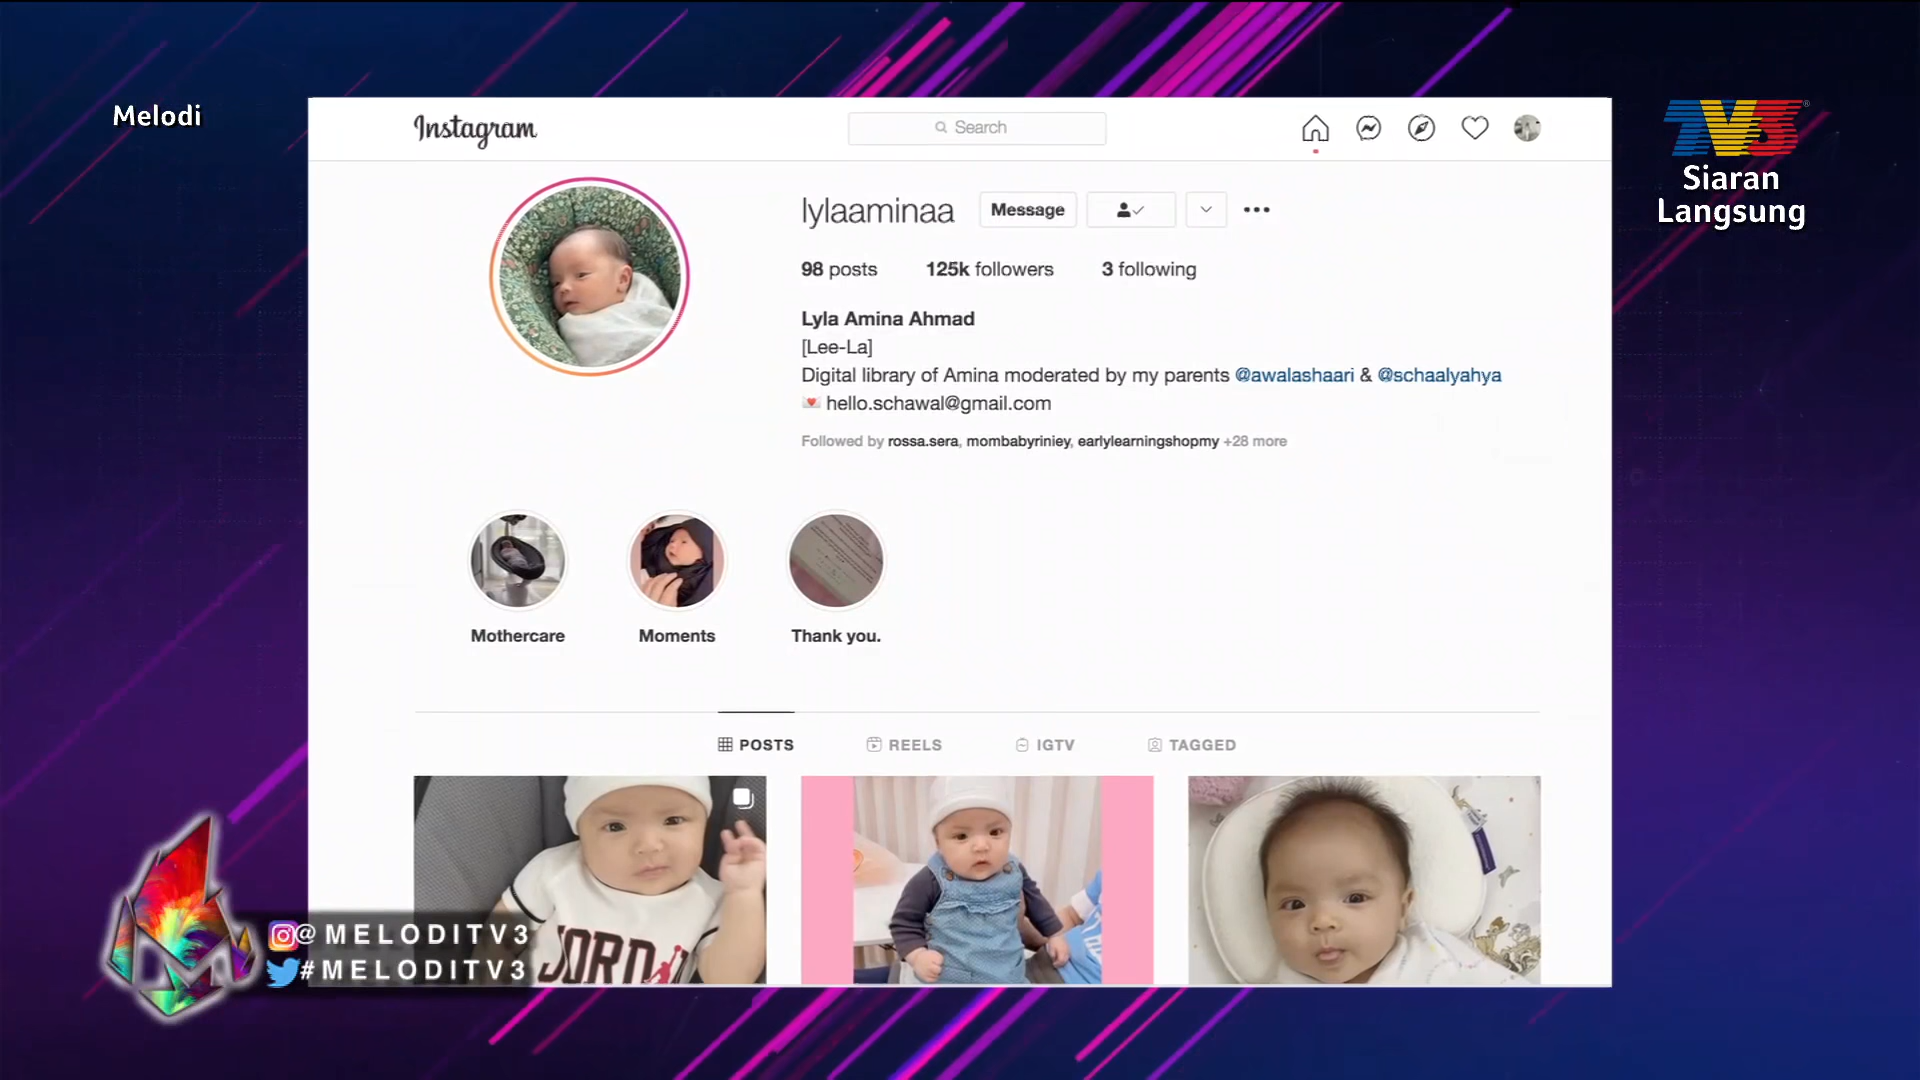 Melodi
TV3
Siaran
Langsung
Instagram
Search
lylaaminaa
Message
98 posts 125k followers 3 following
Lyla Amina Ahmad
[Lee-La]
Digital library of Amina moderated by my parents @awalashaari & @schaalyahya
💌 hello.schawal@gmail.com
Followed by rossa.sera, mombabyriniey, earlylearningshopmy +28 more
Mothercare Moments Thank you.
POSTS REELS IGTV TAGGED
JORDA
@MELODITV3
#MELODITV3